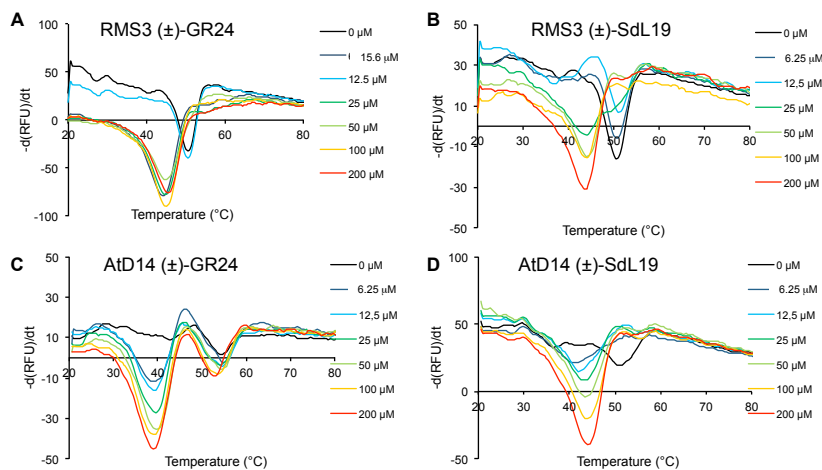 A
RMS3 (±)-GR24
-d(RFU)/dt
100
50
0
-50
-100
20
40
60
80
Temperature (°C)
0 µM
15.6 µM
12.5 µM
25 µM
50 µM
100 µM
200 µM
B
RMS3 (±)-SdL19
-d(RFU)/dt
50
30
10
-10
-30
-50
20
30
40
50
60
70
80
Temperature (°C)
0 µM
6.25 µM
12,5 µM
25 µM
50 µM
100 µM
200 µM
C
AtD14 (±)-GR24
-d(RFU)/dt
50
30
10
-10
-30
-50
20
30
40
50
60
70
80
Temperature (°C)
0 µM
6.25 µM
12,5 µM
25 µM
50 µM
100 µM
200 µM
D
AtD14 (±)-SdL19
-d(RFU)/dt
100
50
0
-50
20
30
40
50
60
70
80
Temperature (°C)
0 µM
6.25 µM
12,5 µM
25 µM
50 µM
100 µM
200 µM